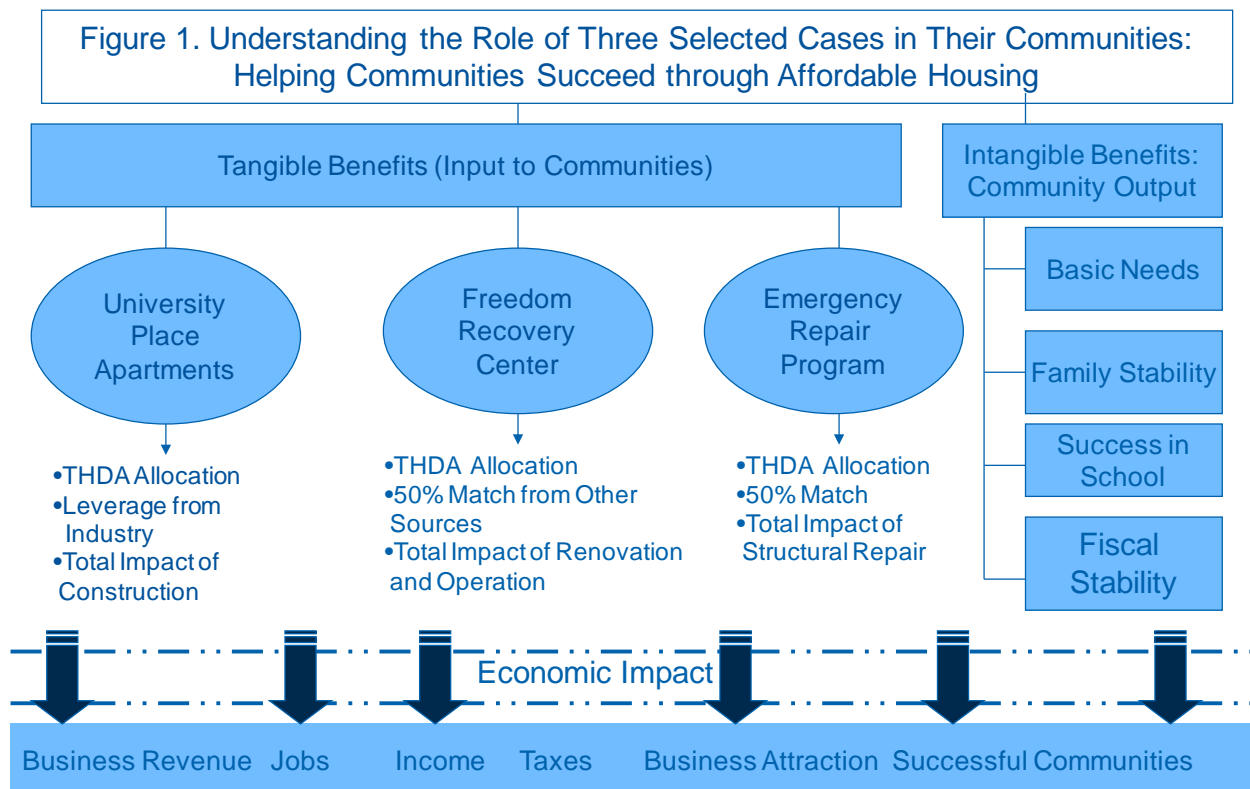 Figure 1. Understanding the Role of Three Selected Cases in Their Communities:
Helping Communities Succeed through Affordable Housing
Tangible Benefits (Input to Communities)
Intangible Benefits:
Community Output
University
Place
Apartments
Freedom
Recovery
Center
Emergency
Repair
Program
•THDA Allocation
•Leverage from
Industry
•Total Impact of
Construction
•THDA Allocation
•50% Match from Other
Sources
•Total Impact of Renovation
and Operation
•THDA Allocation
•50% Match
•Total Impact of
Structural Repair
Basic Needs
Family Stability
Success in
School
Fiscal
Stability
Economic Impact
Business Revenue Jobs Income Taxes Business Attraction Successful Communities